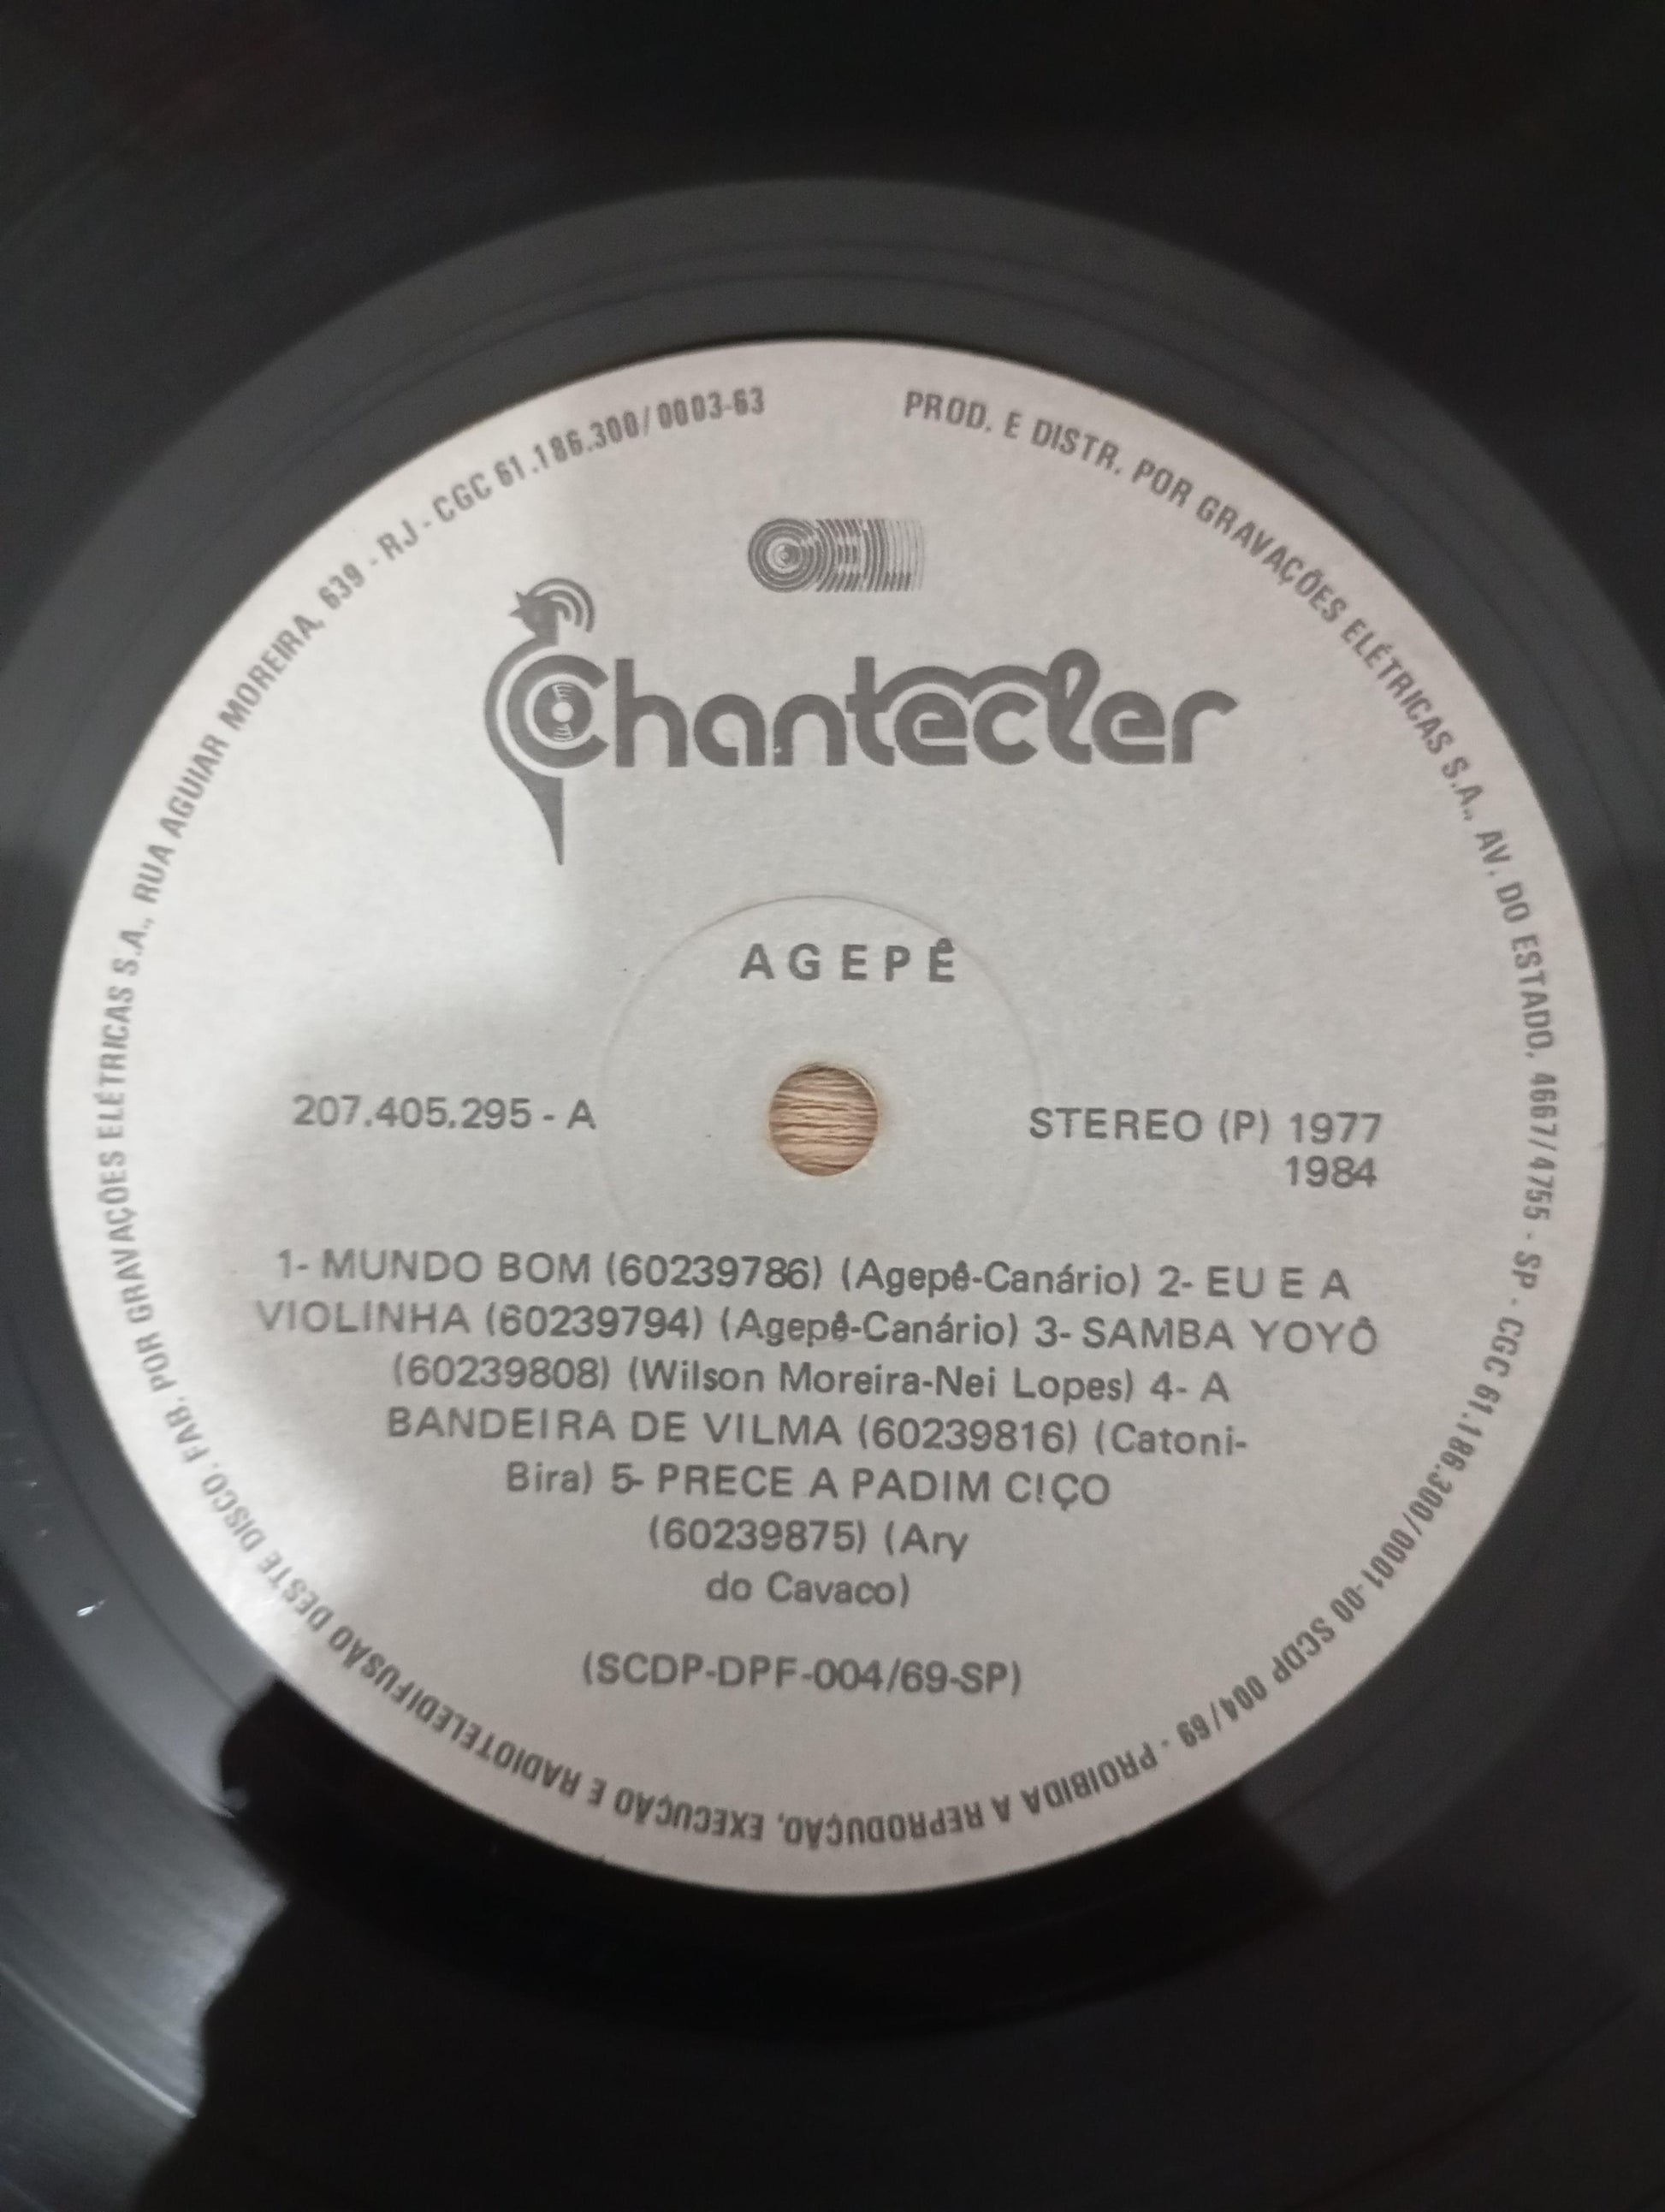 Chantecler
AGEPÊ
207.405.295 - A
STEREO (P) 1977
1984
1- MUNDO BOM (60239786) (Agepê-Canário) 2- EU E A
VIOLINHA (60239794) (Agepê-Canário) 3- SAMBA YOYÔ
(60239808) (Wilson Moreira-Nei Lopes) 4- A
BANDEIRA DE VILMA (60239816) (Catoni-
Bira) 5- PRECE A PADIM CIÇO
(60239875) (Ary
do Cavaco)
(SCDP-DPF-004/69-SP)
PROD. E DISTR. POR GRAVAÇÕES ELÉTRICAS S.A., AV. DO ESTADO, 4667/4755 - SP - CGC 61.186.300/0001-00 SCDP 004/69 - PROIBIDA A REPRODUÇÃO, EXECUÇÃO E RADIOTELEDIFUSÃO DESTE DISCO. FAB. POR GRAVAÇÕES ELÉTRICAS S.A., RUA AGUIAR MOREIRA, 639 - RJ - CGC 61.186.300/0003-63